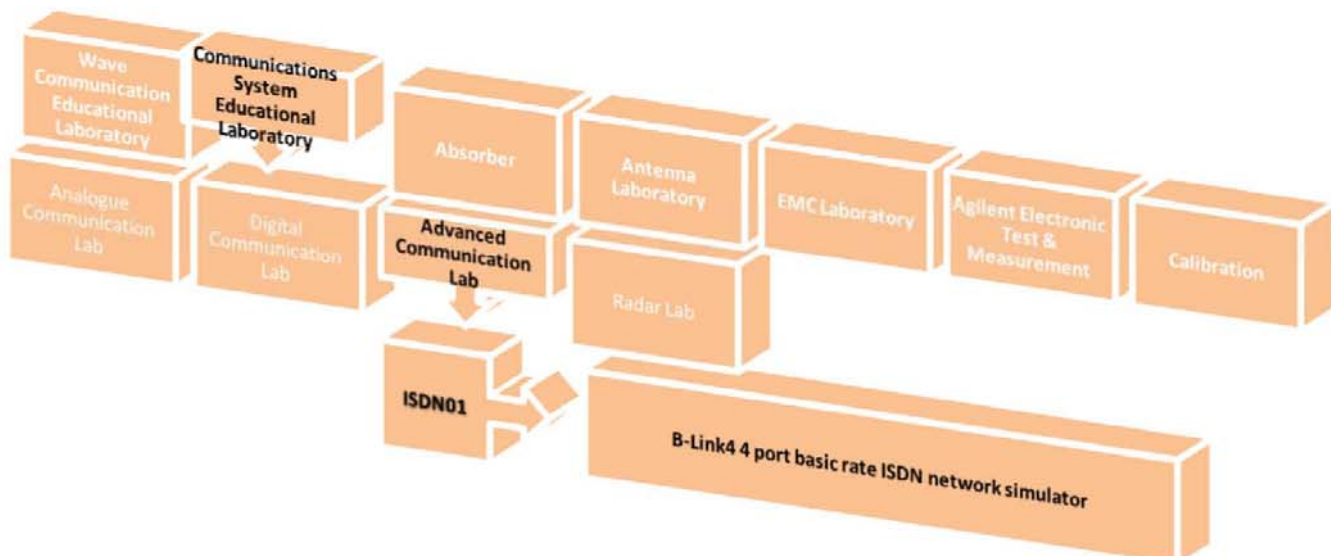 Wave
Communication
Educational
Laboratory
Communications
System
Educational
Laboratory
Absorber
Antenna
Laboratory
EMC Laboratory
Agilent Electronic
Test &
Measurement
Calibration
Analogue
Communication
Lab
Digital
Communication
Lab
Advanced
Communication
Lab
Radar Lab
ISDN01
B-Link4 4 port basic rate ISDN network simulator